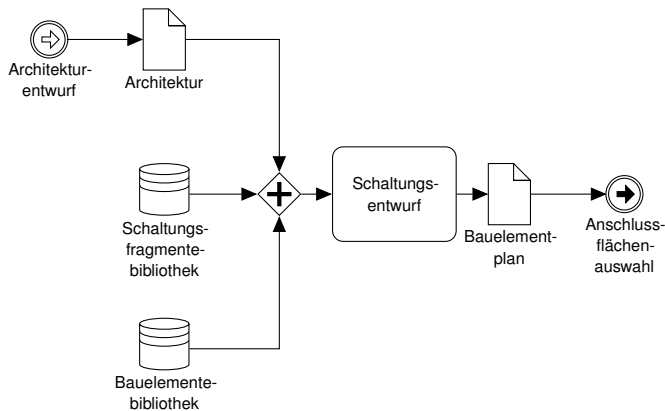 Architektur-
entwurf
Architektur
Schaltungs-
fragmente-
bibliothek
Schaltungs-
entwurf
Bauelement-
plan
Anschluss-
flächen-
auswahl
Bauelemente-
bibliothek